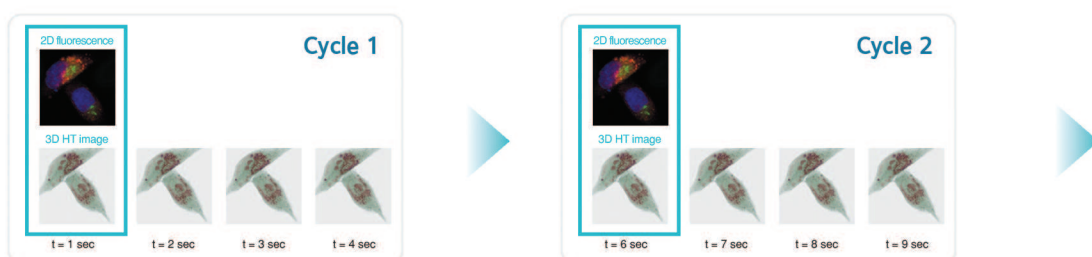 Cycle 1
2D fluorescence
3D HT image
t = 1 sec
t = 2 sec
t = 3 sec
t = 4 sec
Cycle 2
2D fluorescence
3D HT image
t = 6 sec
t = 7 sec
t = 8 sec
t = 9 sec